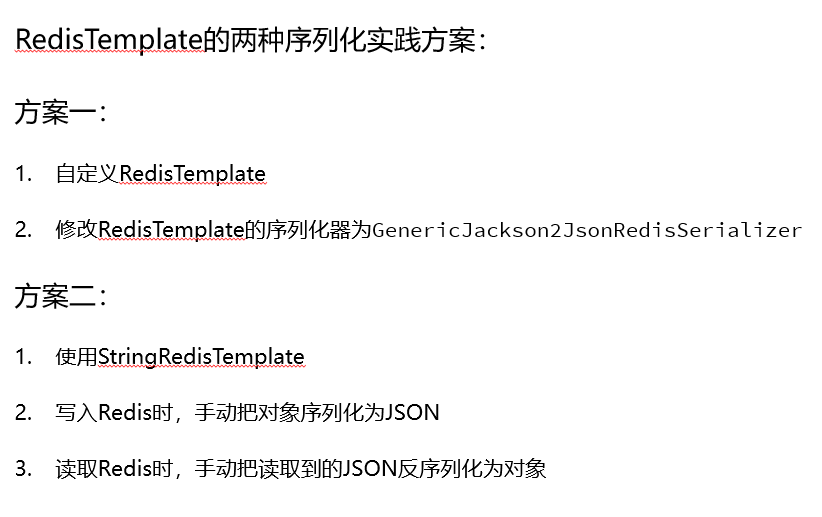 RedisTemplate的两种序列化实践方案：
方案一：
1. 自定义RedisTemplate
2. 修改RedisTemplate的序列化器为GenericJackson2JsonRedisSerializer
方案二：
1. 使用StringRedisTemplate
2. 写入Redis时，手动把对象序列化为JSON
3. 读取Redis时，手动把读取到的JSON反序列化为对象